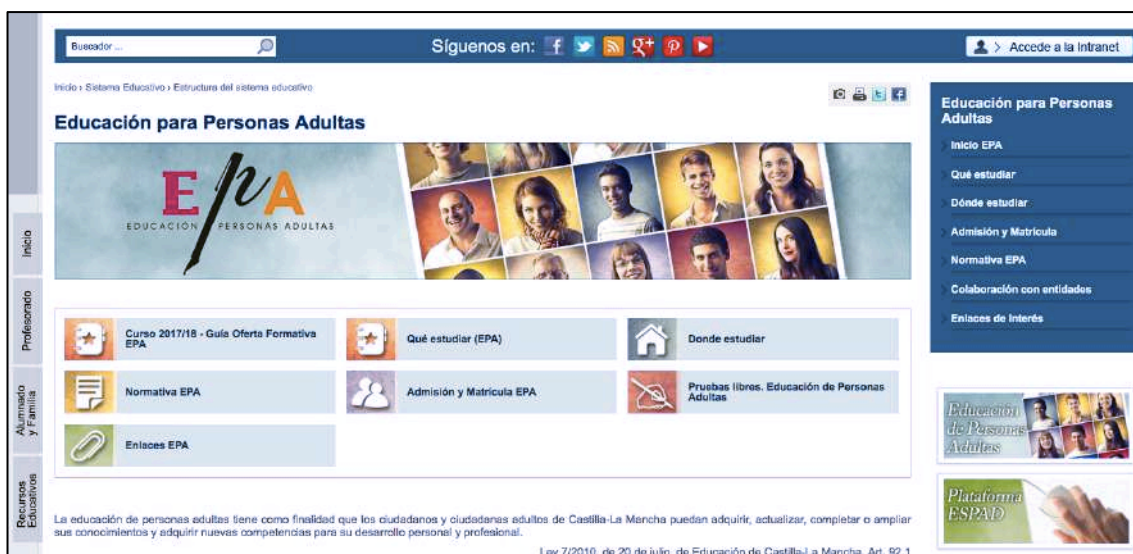 Buscador ...
Síguenos en:
Accede a la Intranet
Inicio › Sistema Educativo › Estructura del sistema educativo
Educación para Personas Adultas
EPA
EDUCACIÓN PERSONAS ADULTAS
Inicio
Profesorado
Alumnado
y Familia
Recursos
Educativos
Curso 2017/18 - Guía Oferta Formativa
EPA
Qué estudiar (EPA)
Donde estudiar
Normativa EPA
Admisión y Matrícula EPA
Pruebas libres. Educación de Personas
Adultas
Enlaces EPA
La educación de personas adultas tiene como finalidad que los ciudadanos y ciudadanas adultos de Castilla-La Mancha puedan adquirir, actualizar, completar o ampliar
sus conocimientos y adquirir nuevas competencias para su desarrollo personal y profesional.
Ley 7/2010, de 20 de julio, de Educación de Castilla-La Mancha. Art. 92.1
Educación para Personas
Adultas
Inicio EPA
Qué estudiar
Dónde estudiar
Admisión y Matrícula
Normativa EPA
Colaboración con entidades
Enlaces de Interés
Educación
de Personas
Adultas
Plataforma
ESPAD